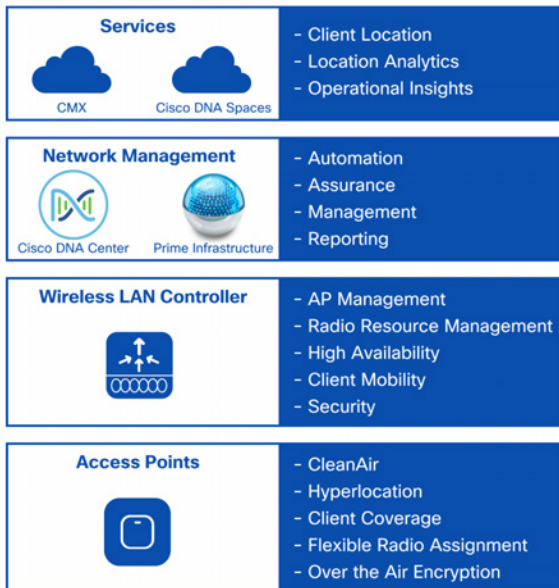 Services
CMX
Cisco DNA Spaces
- Client Location
- Location Analytics
- Operational Insights
Network Management
Cisco DNA Center
Prime Infrastructure
- Automation
- Assurance
- Management
- Reporting
Wireless LAN Controller
- AP Management
- Radio Resource Management
- High Availability
- Client Mobility
- Security
Access Points
- CleanAir
- Hyperlocation
- Client Coverage
- Flexible Radio Assignment
- Over the Air Encryption